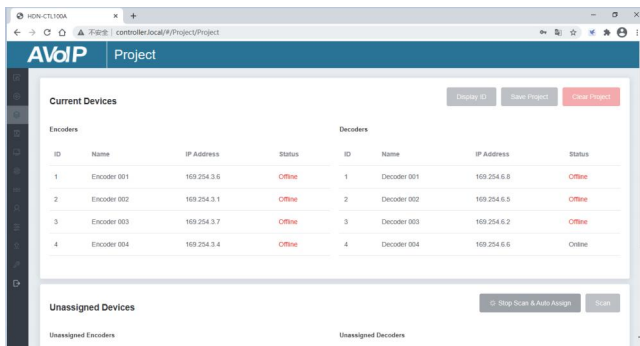 HDN-CTL100A
不安全 | controller.local/#/Project/Project
AVoIP Project
Current Devices
Display ID Save Project Clear Project
Encoders Decoders
ID Name IP Address Status ID Name IP Address Status
1 Encoder 001 169.254.3.6 Offline 1 Decoder 001 169.254.6.8 Offline
2 Encoder 002 169.254.3.1 Offline 2 Decoder 002 169.254.6.5 Offline
3 Encoder 003 169.254.3.7 Offline 3 Decoder 003 169.254.6.2 Offline
4 Encoder 004 169.254.3.4 Offline 4 Decoder 004 169.254.6.6 Online
Unassigned Devices
Stop Scan & Auto Assign Scan
Unassigned Encoders Unassigned Decoders